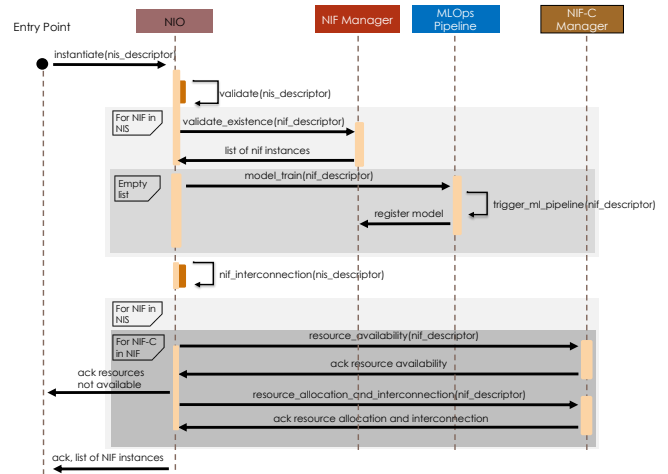 Entry Point
NIO
NIF Manager
MLOps
Pipeline
NIF-C
Manager
instantiate(nis_descriptor)
validate(nis_descriptor)
For NIF in
NIS
validate_existence(nif_descriptor)
list of nif instances
Empty
list
model_train(nif_descriptor)
trigger_ml_pipeline(nif_descriptor)
register model
nif_interconnection(nis_descriptor)
For NIF in
NIS
For NIF-C
in NIF
resource_availability(nif_descriptor)
ack resource availability
ack resources
not available
resource_allocation_and_interconnection(nif_descriptor)
ack resource allocation and interconnection
ack, list of NIF instances